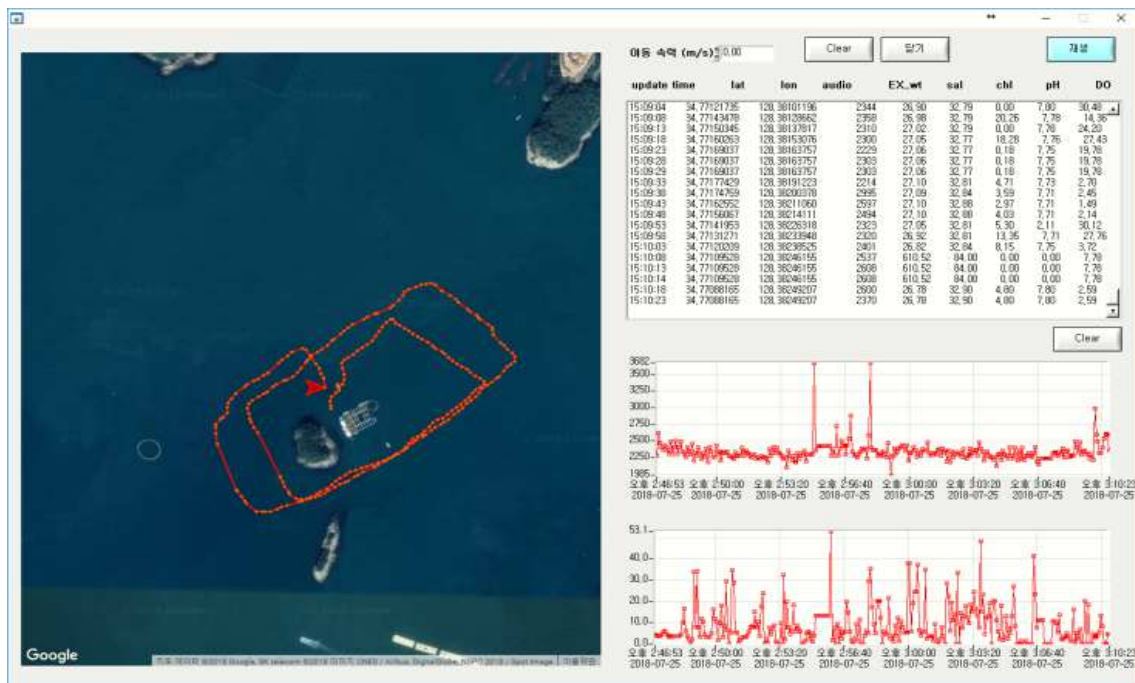 이동 속력 (m/s) 0,00 Clear 닫기 재생
update time lat lon audio EX_wt sal chl pH DO
15:09:04 34,77121735 128,38101196 2344 26,90 32,79 0,00 7,80 30,48
15:09:08 34,77143478 128,38128662 2358 26,98 32,79 20,26 7,78 14,36
15:09:13 34,77150345 128,38137817 2310 27,02 32,79 0,00 7,78 24,20
15:09:18 34,77160263 128,38153076 2300 27,05 32,77 18,28 7,76 27,43
15:09:23 34,77169037 128,38163757 2229 27,06 32,77 0,18 7,75 19,78
15:09:28 34,77169037 128,38163757 2303 27,06 32,77 0,18 7,75 19,78
15:09:29 34,77169037 128,38163757 2303 27,06 32,77 0,18 7,75 19,78
15:09:33 34,77177429 128,38191223 2214 27,10 32,81 4,71 7,73 2,70
15:09:38 34,77174759 128,38200378 2995 27,09 32,84 3,59 7,71 2,45
15:09:43 34,77162552 128,38211060 2597 27,10 32,88 2,97 7,71 1,49
15:09:48 34,77156067 128,38214111 2494 27,10 32,88 4,03 7,71 2,14
15:09:53 34,77141953 128,38226318 2323 27,05 32,81 5,30 2,11 30,12
15:09:58 34,77131271 128,38233948 2320 26,92 32,81 13,35 7,71 27,76
15:10:03 34,77120209 128,38238525 2401 26,82 32,84 8,15 7,75 3,72
15:10:08 34,77109528 128,38246155 2537 610,52 84,00 0,00 0,00 7,78
15:10:13 34,77109528 128,38246155 2608 610,52 84,00 0,00 0,00 7,78
15:10:14 34,77109528 128,38246155 2608 610,52 84,00 0,00 0,00 7,78
15:10:18 34,77088165 128,38249207 2600 26,78 32,90 4,80 7,80 2,59
15:10:23 34,77088165 128,38249207 2370 26,78 32,90 4,80 7,80 2,59
Clear
3682
3500
3250
3000
2750
2500
2250
1985
오후 2:46:53 오후 2:50:00 오후 2:53:20 오후 2:56:40 오후 3:00:00 오후 3:03:20 오후 3:06:40 오후 3:10:23
2018-07-25 2018-07-25 2018-07-25 2018-07-25 2018-07-25 2018-07-25 2018-07-25 2018-07-25
53.1
40.0
30.0
20.0
10.0
0.0
오후 2:46:53 오후 2:50:00 오후 2:53:20 오후 2:56:40 오후 3:00:00 오후 3:03:20 오후 3:06:40 오후 3:10:23
2018-07-25 2018-07-25 2018-07-25 2018-07-25 2018-07-25 2018-07-25 2018-07-25 2018-07-25
Google
지도 데이터 ©2018 Google, SK telecom ©2018 이미지 CNES / Airbus, DigitalGlobe 이용약관